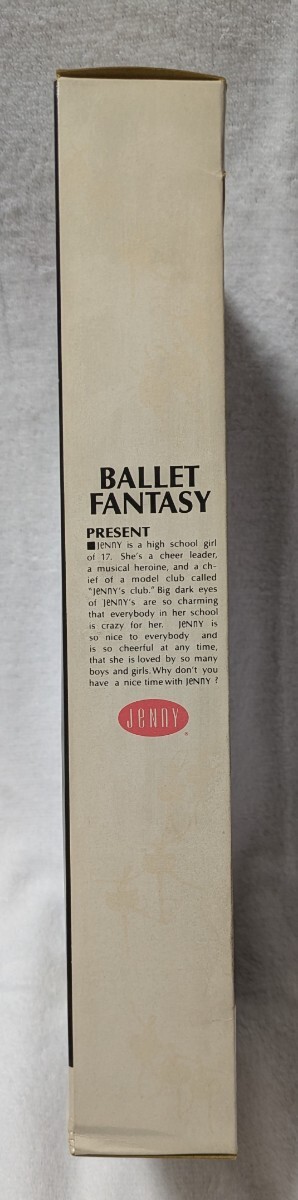 BALLET
FANTASY
PRESENT
■JeNNY is a high school girl
of 17. She's a cheer leader,
a musical heroine, and a ch-
ief of a model club called
"JeNNY's club." Big dark eyes
of JeNNY's are so charming
that everybody in her school
is crazy for her. JeNNY is
so nice to everybody and
is so cheerful at any time,
that she is loved by so many
boys and girls. Why don't you
have a nice time with JeNNY ?
JeNNY